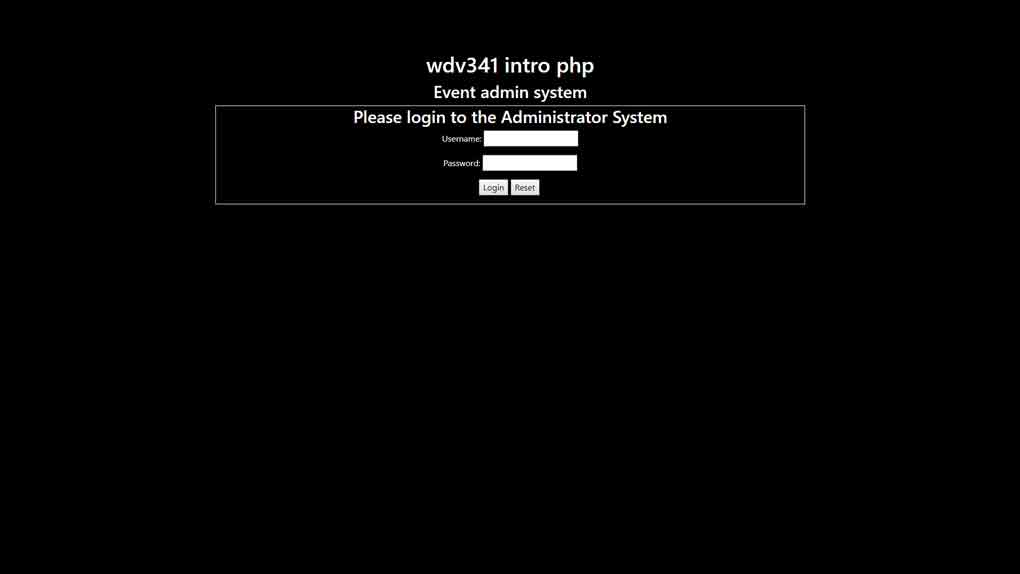 wdv341 intro php
Event admin system
Please login to the Administrator System
Username:
Password:
Login Reset